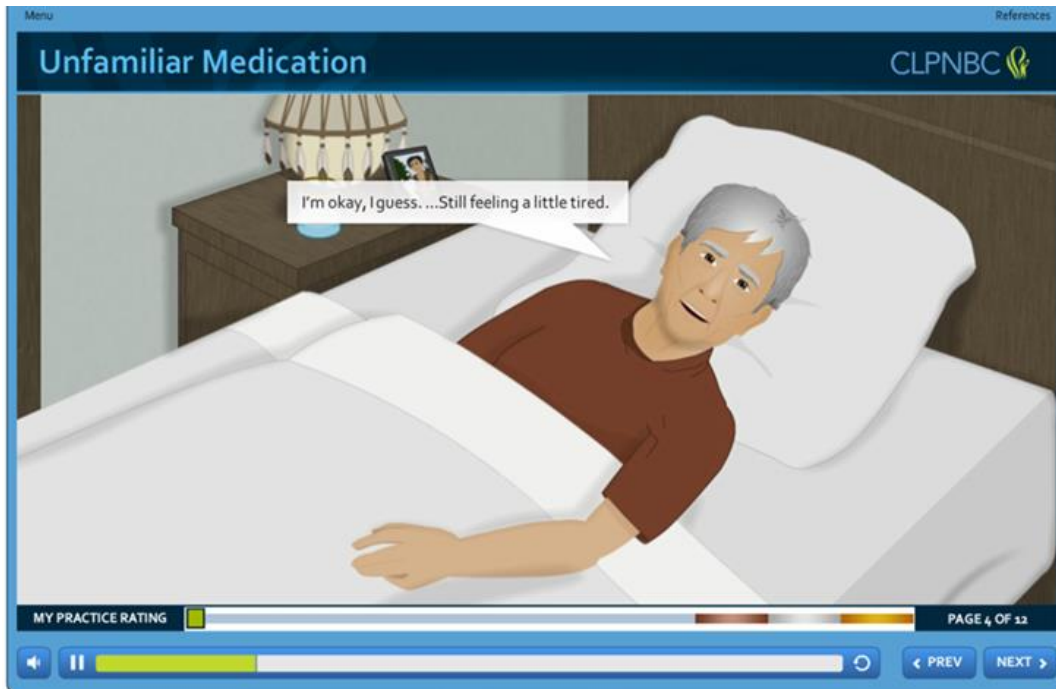 Menu
References
Unfamiliar Medication
CLPNBC
I'm okay, I guess. ...Still feeling a little tired.
MY PRACTICE RATING
PAGE 4 OF 12
PREV
NEXT